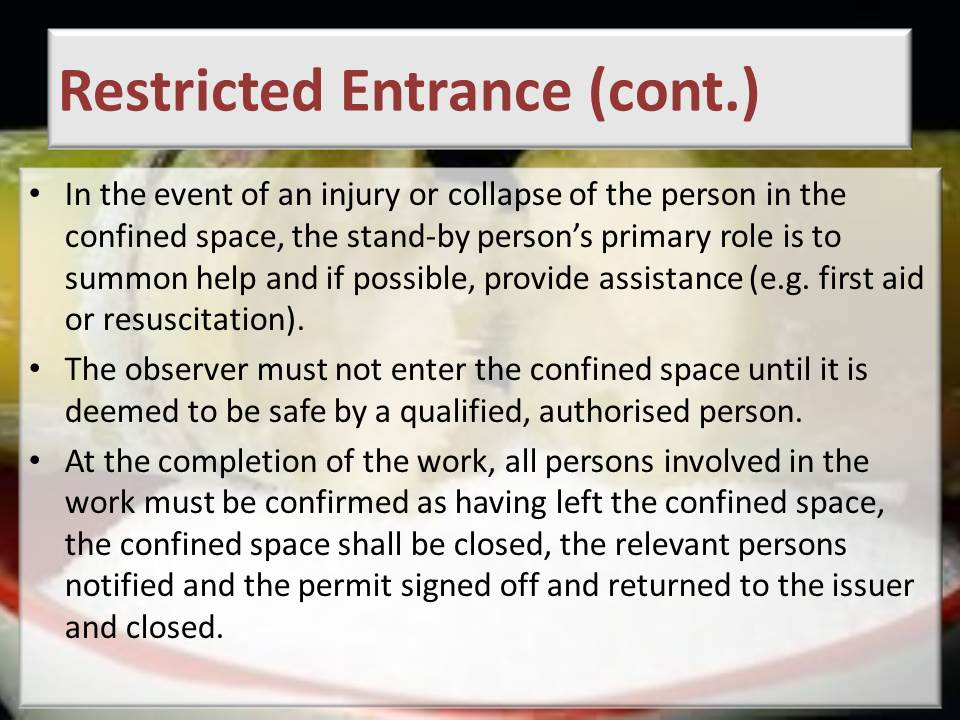 Restricted Entrance (cont.)
• In the event of an injury or collapse of the person in the
confined space, the stand-by person’s primary role is to
summon help and if possible, provide assistance (e.g. first aid
or resuscitation).
• The observer must not enter the confined space until it is
deemed to be safe by a qualified, authorised person.
• At the completion of the work, all persons involved in the
work must be confirmed as having left the confined space,
the confined space shall be closed, the relevant persons
notified and the permit signed off and returned to the issuer
and closed.